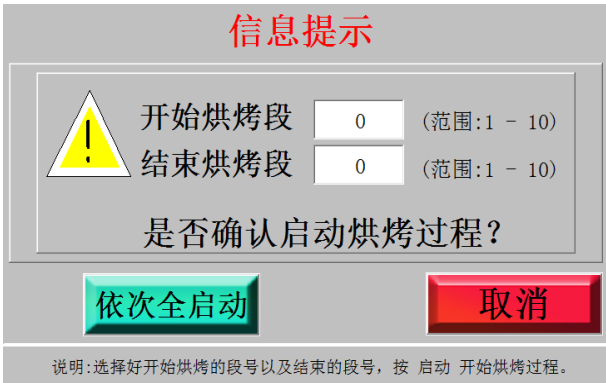 信息提示
开始烘烤段 0 (范围:1 - 10)
结束烘烤段 0 (范围:1 - 10)
是否确认启动烘烤过程?
依次全启动 取消
说明:选择好开始烘烤的段号以及结束的段号，按 启动 开始烘烤过程。